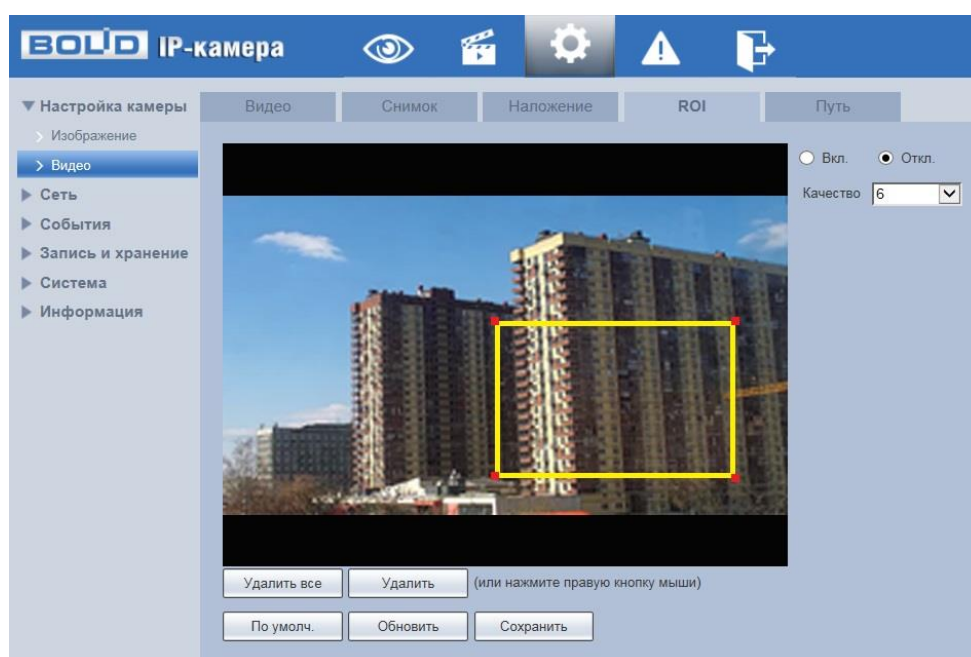 BOLID IP-камера
Настройка камеры
Изображение
Видео
Сеть
События
Запись и хранение
Система
Информация
Видео Снимок Наложение ROI Путь
Вкл. Откл.
Качество 6
Удалить все Удалить (или нажмите правую кнопку мыши)
По умолч. Обновить Сохранить